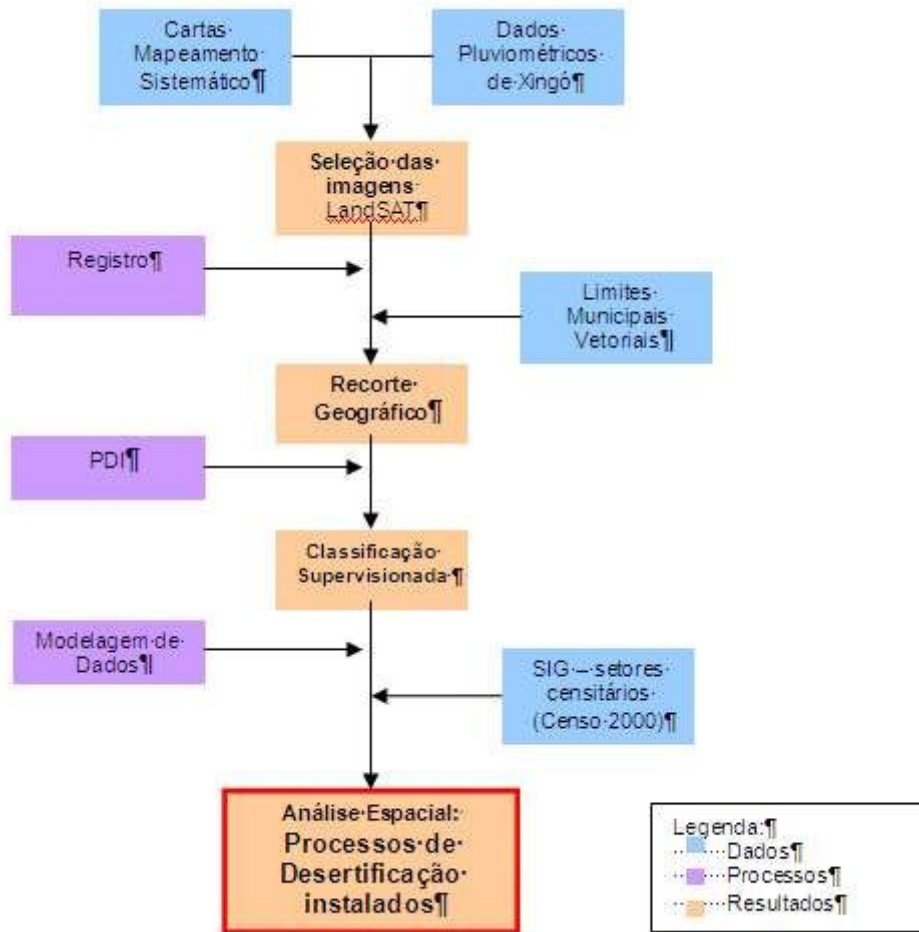 Cartas·
Mapeamento·
Sistemático¶
Dados·
Pluviométricos·
de·Xingó¶
Seleção·das·
imagens·
LandSAT¶
Registro¶
Limites·
Municipais·
Vetoriais¶
Recorte·
Geográfico¶
PDI¶
Classificação·
Supervisionada·¶
Modelagem·de·
Dados¶
SIG·–·setores·
censitários·
(Censo·2000)¶
Análise·Espacial:·
Processos·de·
Desertificação·
instalados¶
Legenda:¶
········Dados¶
········Processos¶
········Resultados¶